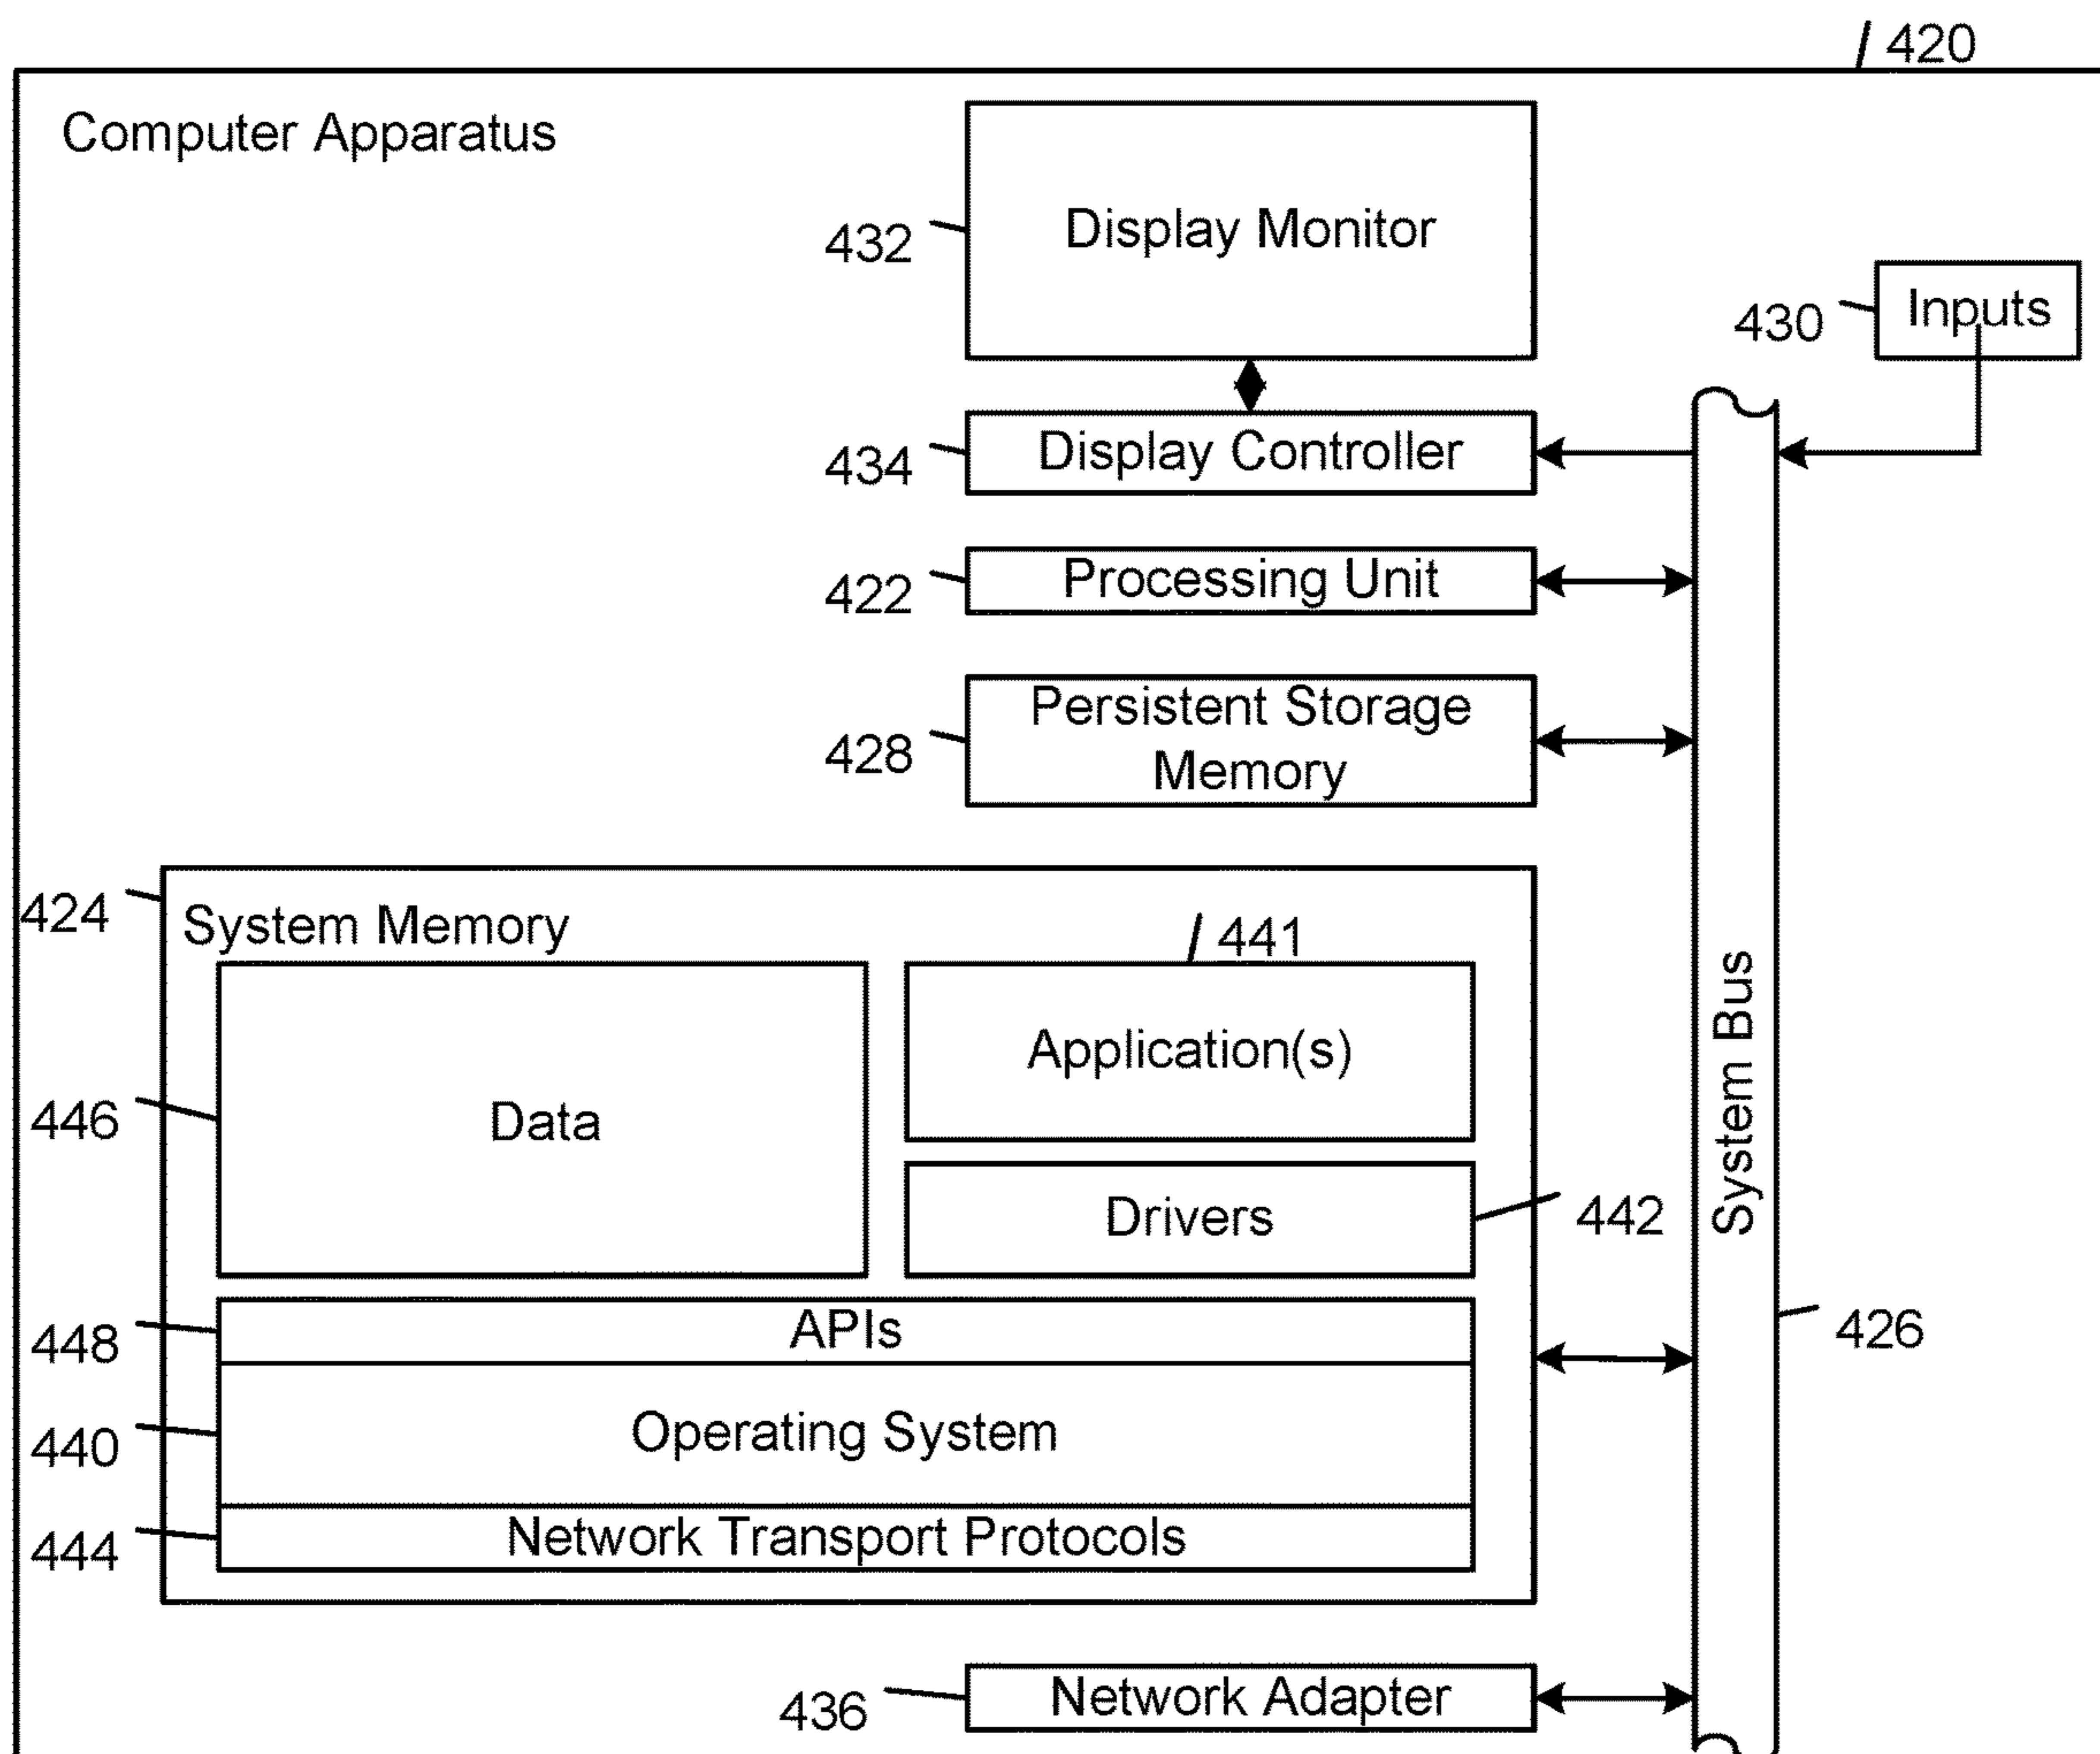 420
Computer Apparatus
Display Monitor
432
Inputs
430
Display Controller
434
Processing Unit
422
Persistent Storage
Memory
428
424
System Memory
441
Application(s)
446
Data
Drivers
442
System Bus
426
APIs
448
Operating System
440
Network Transport Protocols
444
Network Adapter
436